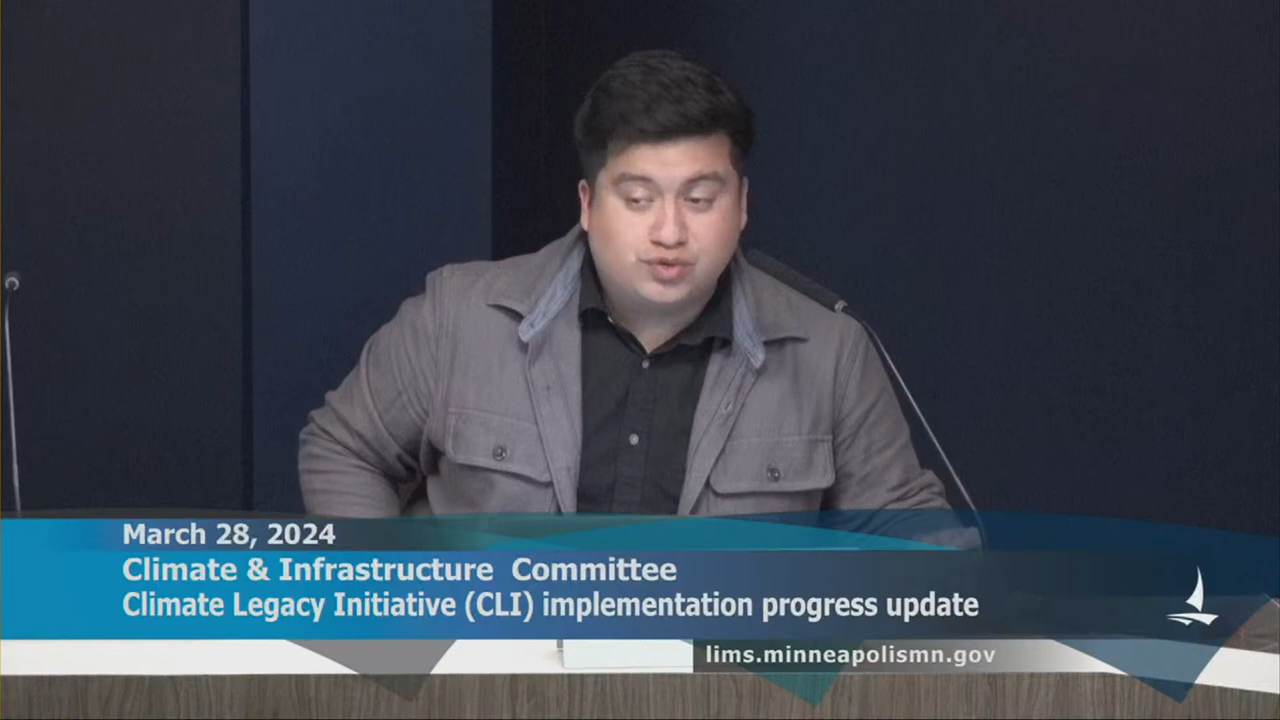 March 28, 2024
Climate & Infrastructure Committee
Climate Legacy Initiative (CLI) implementation progress update
lims.minneapolismn.gov